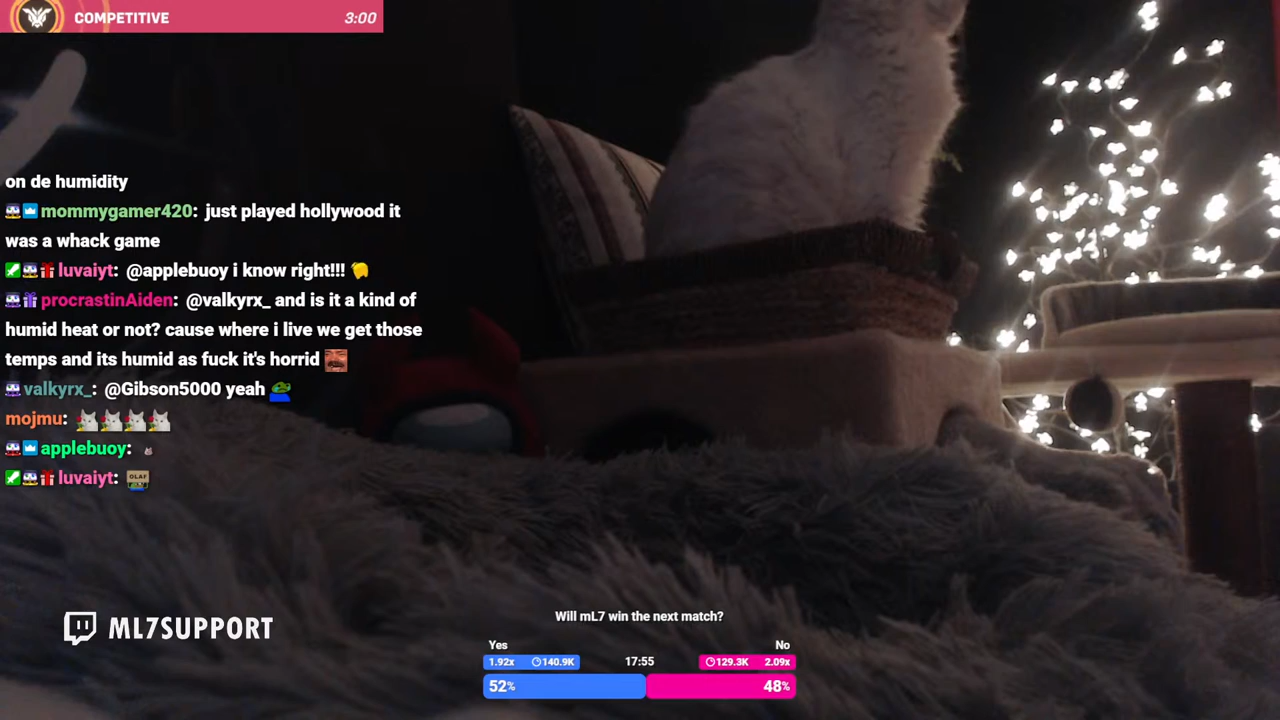 COMPETITIVE 3:00
on de humidity
mommygamer420: just played hollywood it
was a whack game
luvaiyt: @applebuoy i know right!!!
procrastinAiden: @valkyrx_ and is it a kind of
humid heat or not? cause where i live we get those
temps and its humid as fuck it's horrid
valkyrx_: @Gibson5000 yeah
mojmu:
applebuoy:
luvaiyt: OLAF
ML7SUPPORT
Will mL7 win the next match?
Yes No
1.92x 140.9K 17:55 129.3K 2.09x
52% 48%